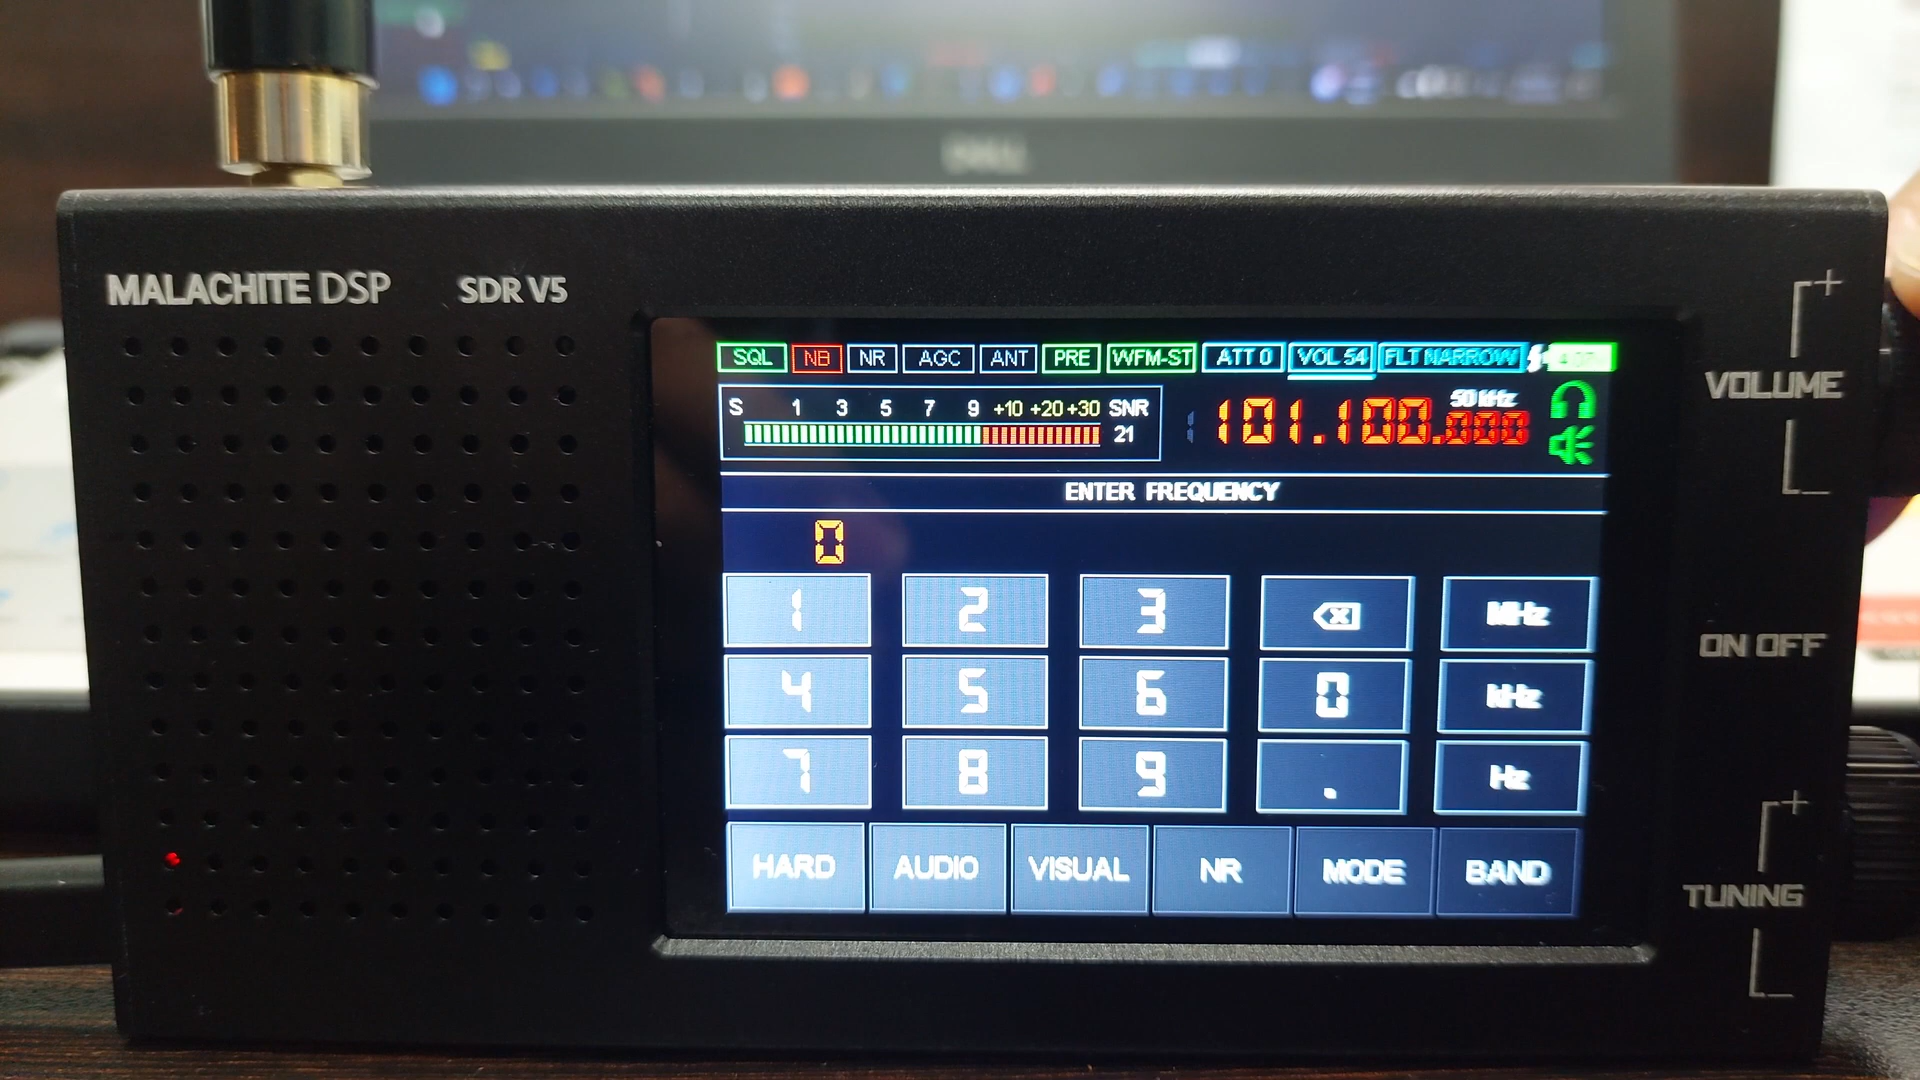 DELL
MALACHITE DSP SDR V5
SQL NB NR AGC ANT PRE WFM-ST ATT 0 VOL 54 FLT NARROW
S 1 3 5 7 9 +10 +20 +30 SNR
21
50 kHz
101.100.000
ENTER FREQUENCY
0
1 2 3 MHz
4 5 6 0 kHz
7 8 9 . Hz
HARD AUDIO VISUAL NR MODE BAND
+
VOLUME
ON OFF
+
TUNING